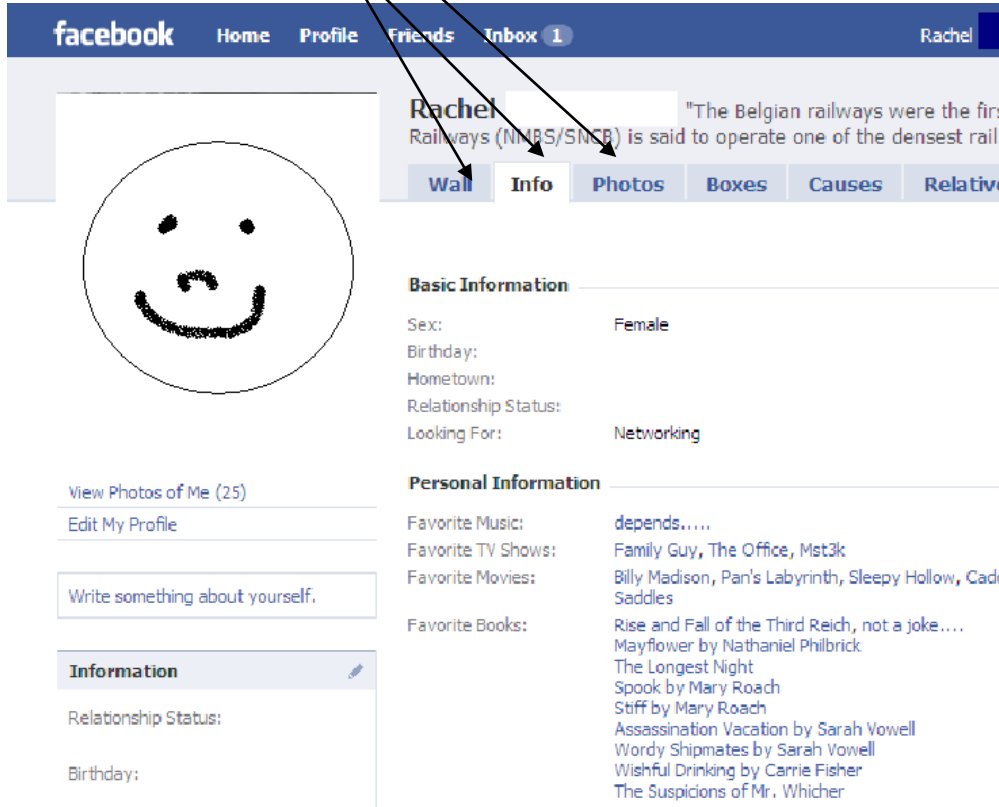 facebook Home Profile Friends Inbox 1 Rachel
Rachel "The Belgian railways were the firs
Railways (NMBS/SNCB) is said to operate one of the densest rail
Wall Info Photos Boxes Causes Relative
Basic Information
Sex: Female
Birthday:
Hometown:
Relationship Status:
Looking For: Networking
View Photos of Me (25)
Edit My Profile
Write something about yourself.
Information
Relationship Status:
Birthday:
Personal Information
Favorite Music: depends.....
Favorite TV Shows: Family Guy, The Office, Mst3k
Favorite Movies: Billy Madison, Pan's Labyrinth, Sleepy Hollow, Cadd
Saddles
Favorite Books: Rise and Fall of the Third Reich, not a joke....
Mayflower by Nathaniel Philbrick
The Longest Night
Spook by Mary Roach
Stiff by Mary Roach
Assassination Vacation by Sarah Vowell
Wordy Shipmates by Sarah Vowell
Wishful Drinking by Carrie Fisher
The Suspicions of Mr. Whicher